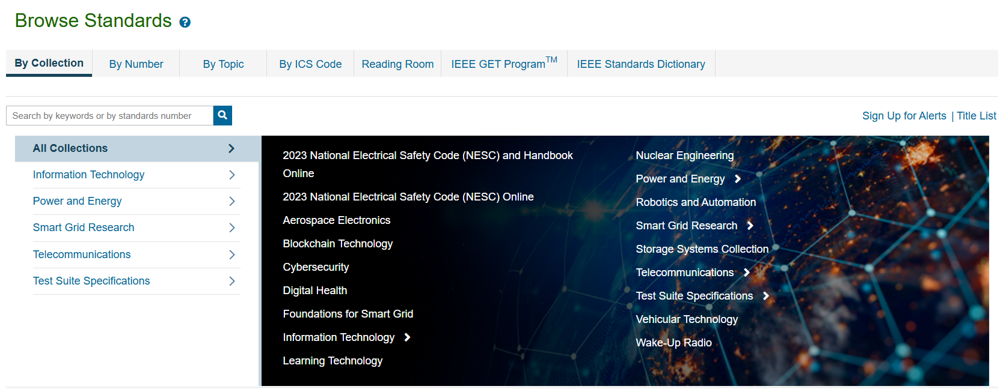 Browse Standards
By Collection
By Number
By Topic
By ICS Code
Reading Room
IEEE GET Program™
IEEE Standards Dictionary
Search by keywords or by standards number
Sign Up for Alerts | Title List
All Collections
Information Technology
Power and Energy
Smart Grid Research
Telecommunications
Test Suite Specifications
2023 National Electrical Safety Code (NESC) and Handbook
Online
2023 National Electrical Safety Code (NESC) Online
Aerospace Electronics
Blockchain Technology
Cybersecurity
Digital Health
Foundations for Smart Grid
Information Technology
Learning Technology
Nuclear Engineering
Power and Energy
Robotics and Automation
Smart Grid Research
Storage Systems Collection
Telecommunications
Test Suite Specifications
Vehicular Technology
Wake-Up Radio